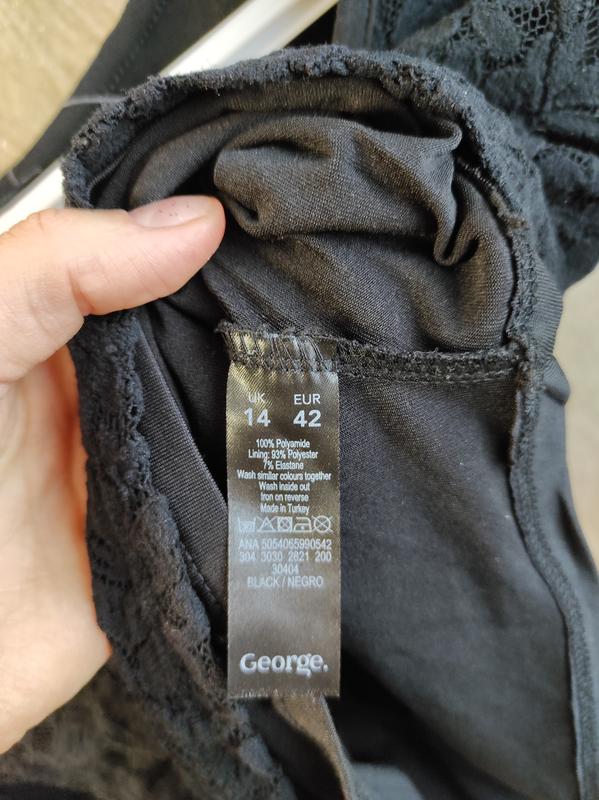 UK EUR
14 42
100% Polyamide
Lining: 93% Polyester
7% Elastane
Wash similar colours together
Wash inside out
Iron on reverse
Made in Turkey
ANA 5054065990542
304 3030 2821 200
30404
BLACK / NEGRO
George.